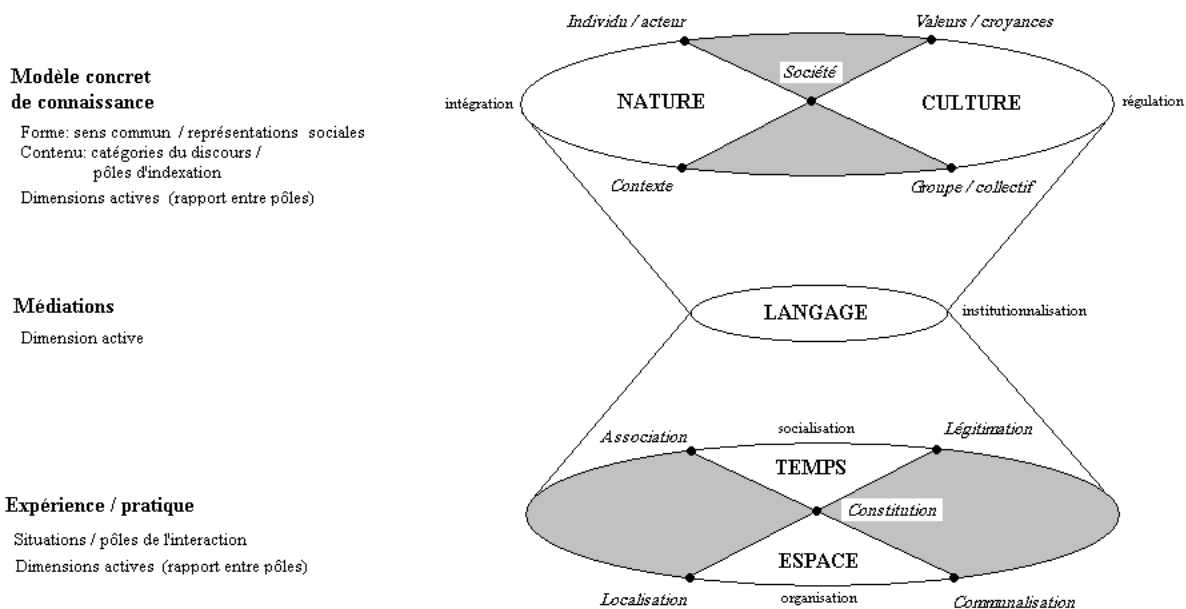 Individu / acteur
Valeurs / croyances
Modèle concret
de connaissance
Société
intégration
NATURE
CULTURE
régulation
Forme: sens commun / représentations sociales
Contenu: catégories du discours /
pôles d'indexation
Dimensions actives (rapport entre pôles)
Contexte
Groupe / collectif
Médiations
LANGAGE
institutionnalisation
Dimension active
Association
socialisation
Légitimation
TEMPS
Expérience / pratique
Constitution
Situations / pôles de l'interaction
Dimensions actives (rapport entre pôles)
ESPACE
Localisation
organisation
Communalisation